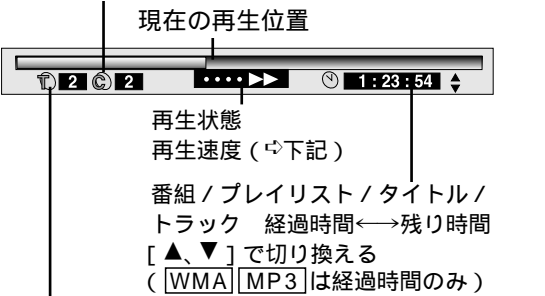 現在の再生位置
T 2 C 2 ････▶▶ 1:23:54
再生状態
再生速度(⇨下記)
番組/プレイリスト/タイトル/
トラック 経過時間←→残り時間
[▲、▼]で切り換える
(WMA MP3は経過時間のみ)